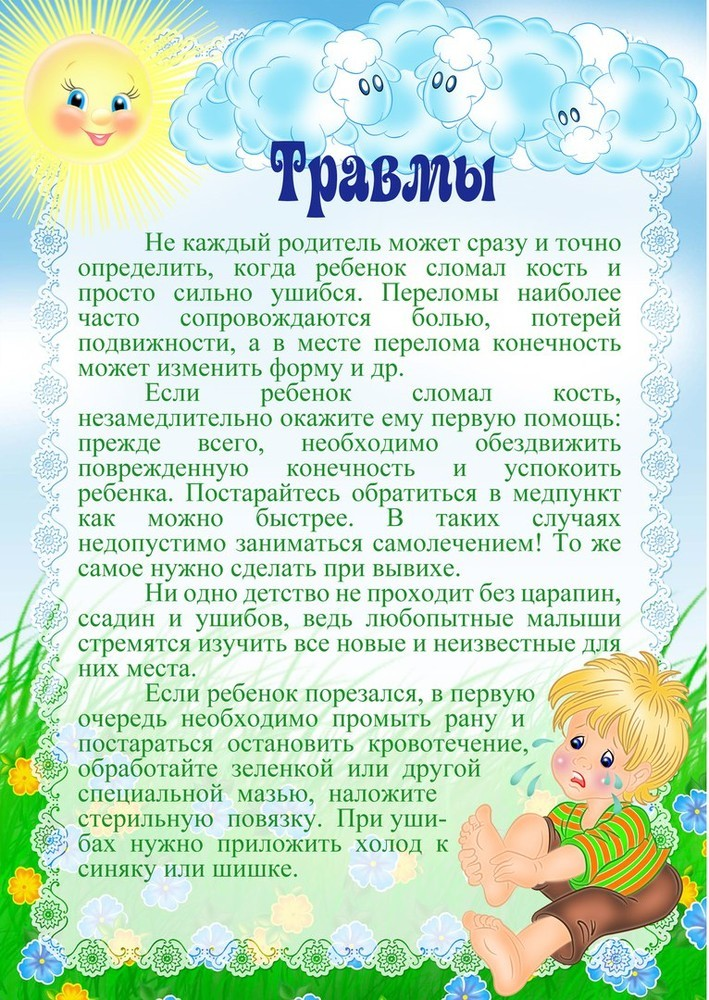 Травмы
Не каждый родитель может сразу и точно
определить, когда ребенок сломал кость и
просто сильно ушибся. Переломы наиболее
часто сопровождаются болью, потерей
подвижности, а в месте перелома конечность
может изменить форму и др.
Если ребенок сломал кость,
незамедлительно окажите ему первую помощь:
прежде всего, необходимо обездвижить
поврежденную конечность и успокоить
ребенка. Постарайтесь обратиться в медпункт
как можно быстрее. В таких случаях
недопустимо заниматься самолечением! То же
самое нужно сделать при вывихе.
Ни одно детство не проходит без царапин,
ссадин и ушибов, ведь любопытные малыши
стремятся изучить все новые и неизвестные для
них места.
Если ребенок порезался, в первую
очередь необходимо промыть рану и
постараться остановить кровотечение,
обработайте зеленкой или другой
специальной мазью, наложите
стерильную повязку. При уши-
бах нужно приложить холод к
синяку или шишке.